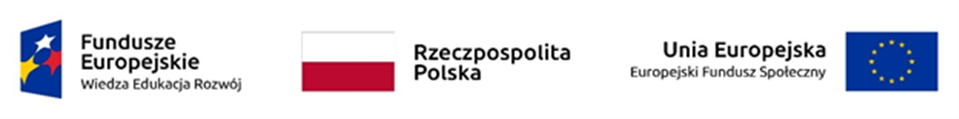 Fundusze
Europejskie
Wiedza Edukacja Rozwój
Rzeczpospolita
Polska
Unia Europejska
Europejski Fundusz Społeczny